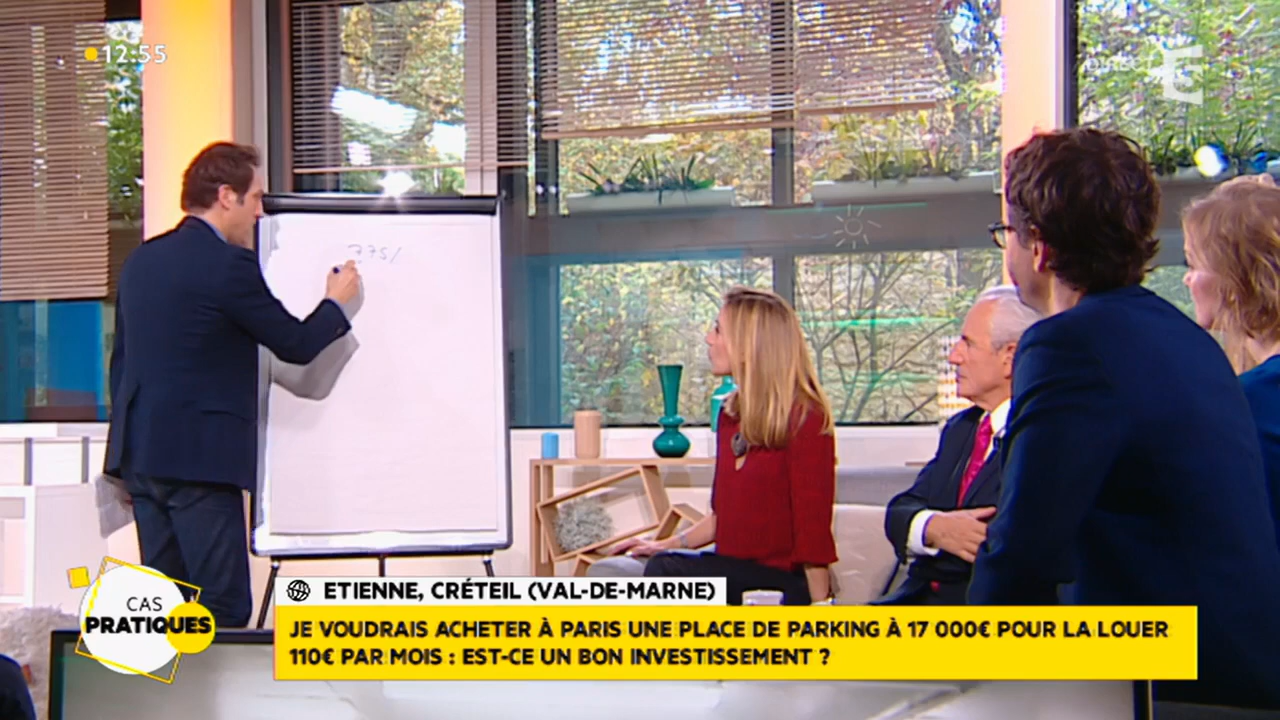 12:55
775/
ETIENNE, CRÉTEIL (VAL-DE-MARNE)
CAS
PRATIQUES
JE VOUDRAIS ACHETER À PARIS UNE PLACE DE PARKING À 17 000€ POUR LA LOUER
110€ PAR MOIS : EST-CE UN BON INVESTISSEMENT ?